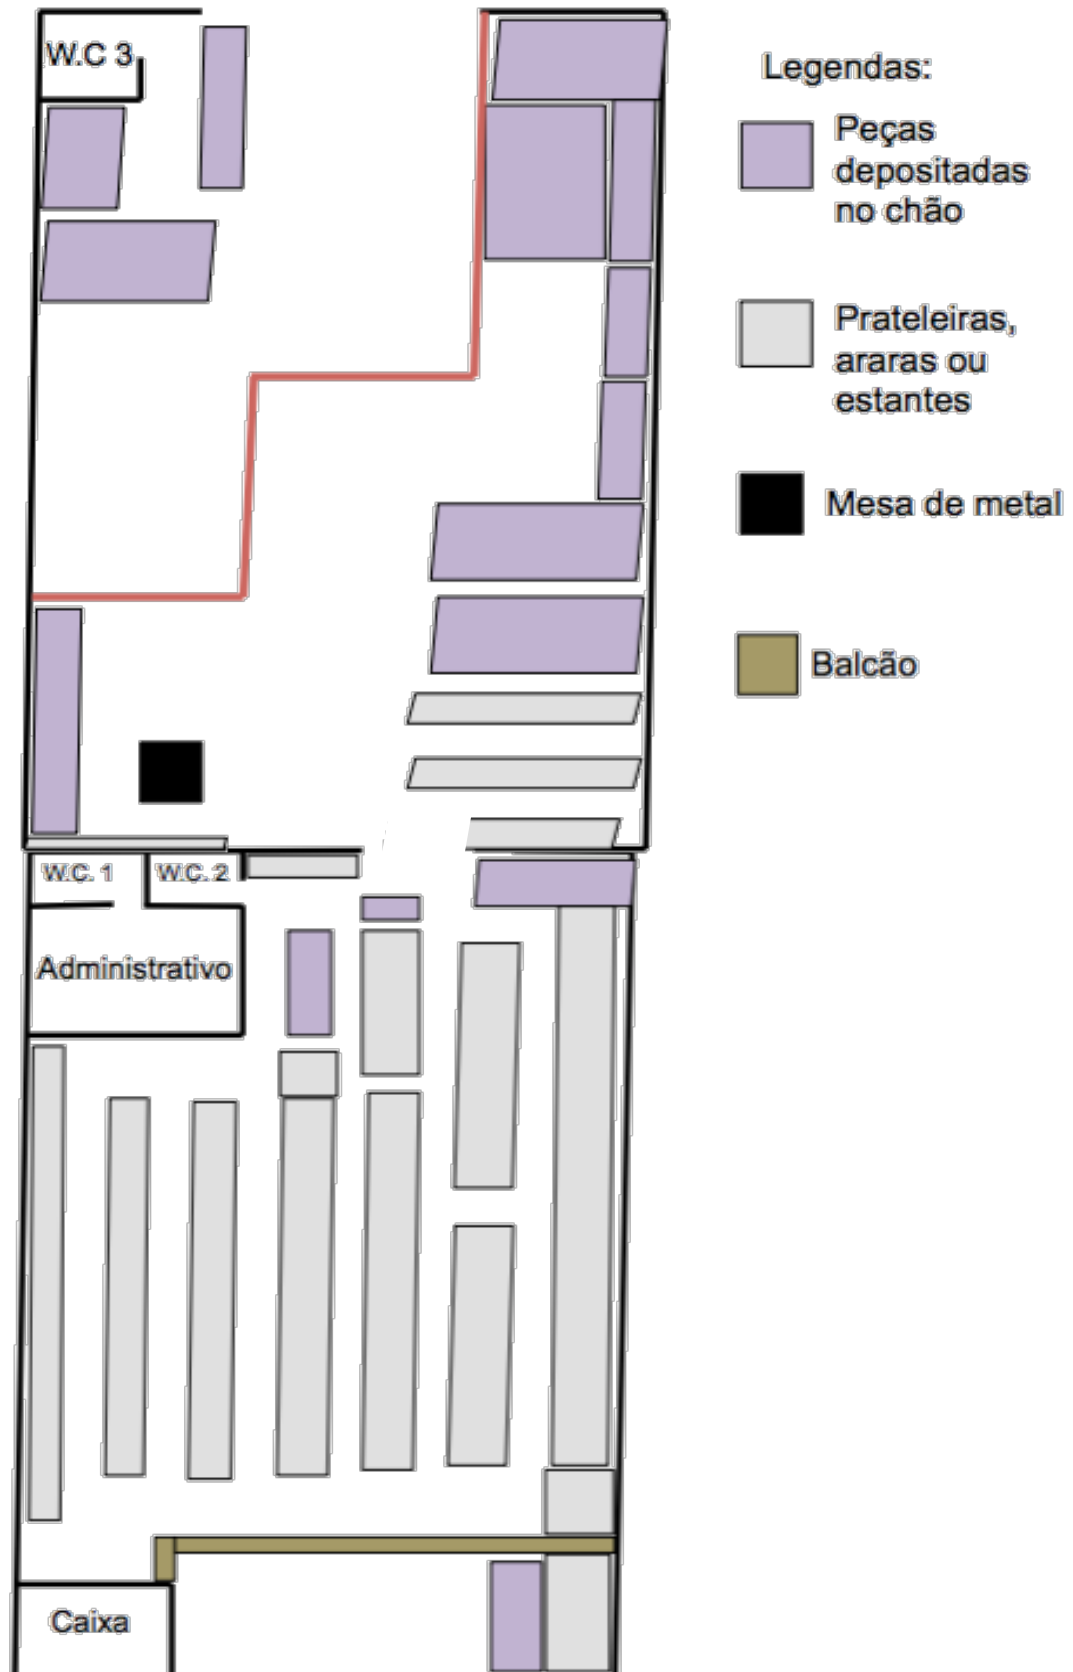 W.C 3
Legendas:
Peças
depositadas
no chão
Prateleiras,
araras ou
estantes
Mesa de metal
Balcão
W.C. 1
W.C. 2
Administrativo
Caixa